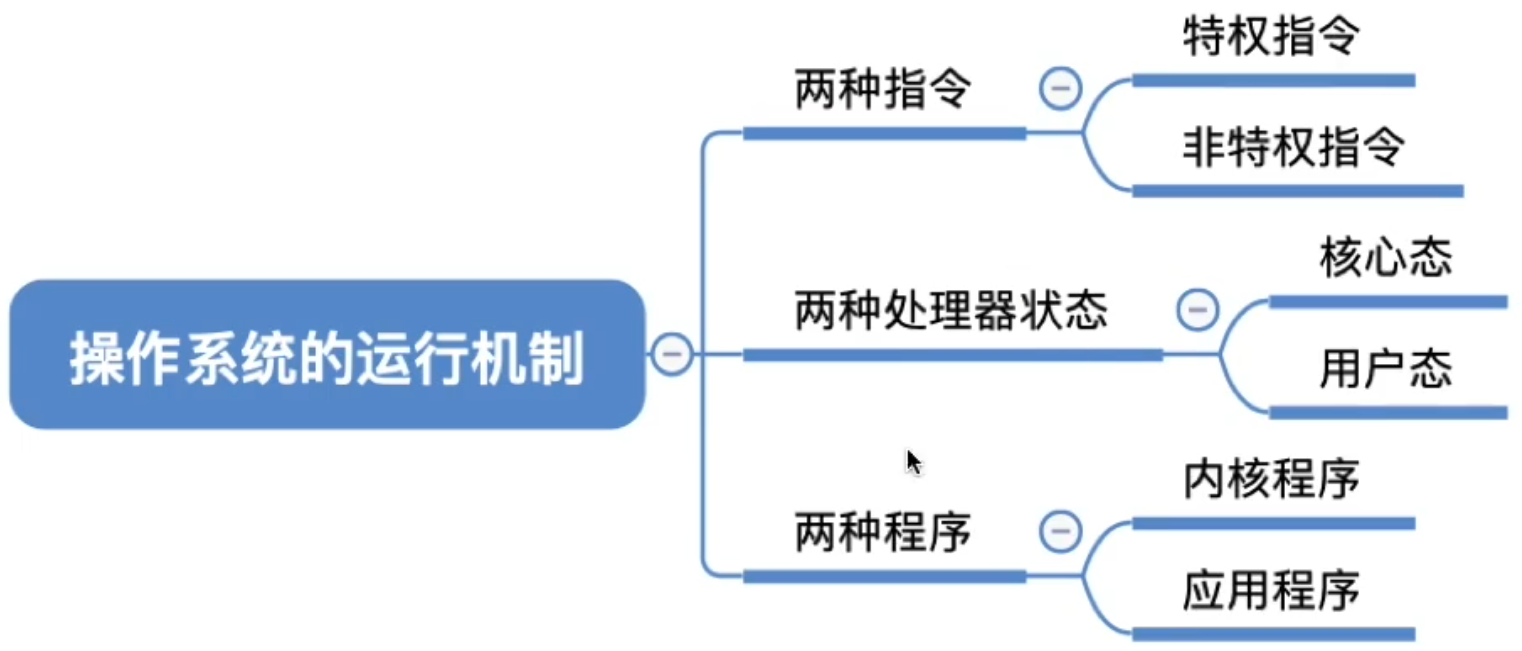 操作系统的运行机制
两种指令
特权指令
非特权指令
两种处理器状态
核心态
用户态
两种程序
内核程序
应用程序